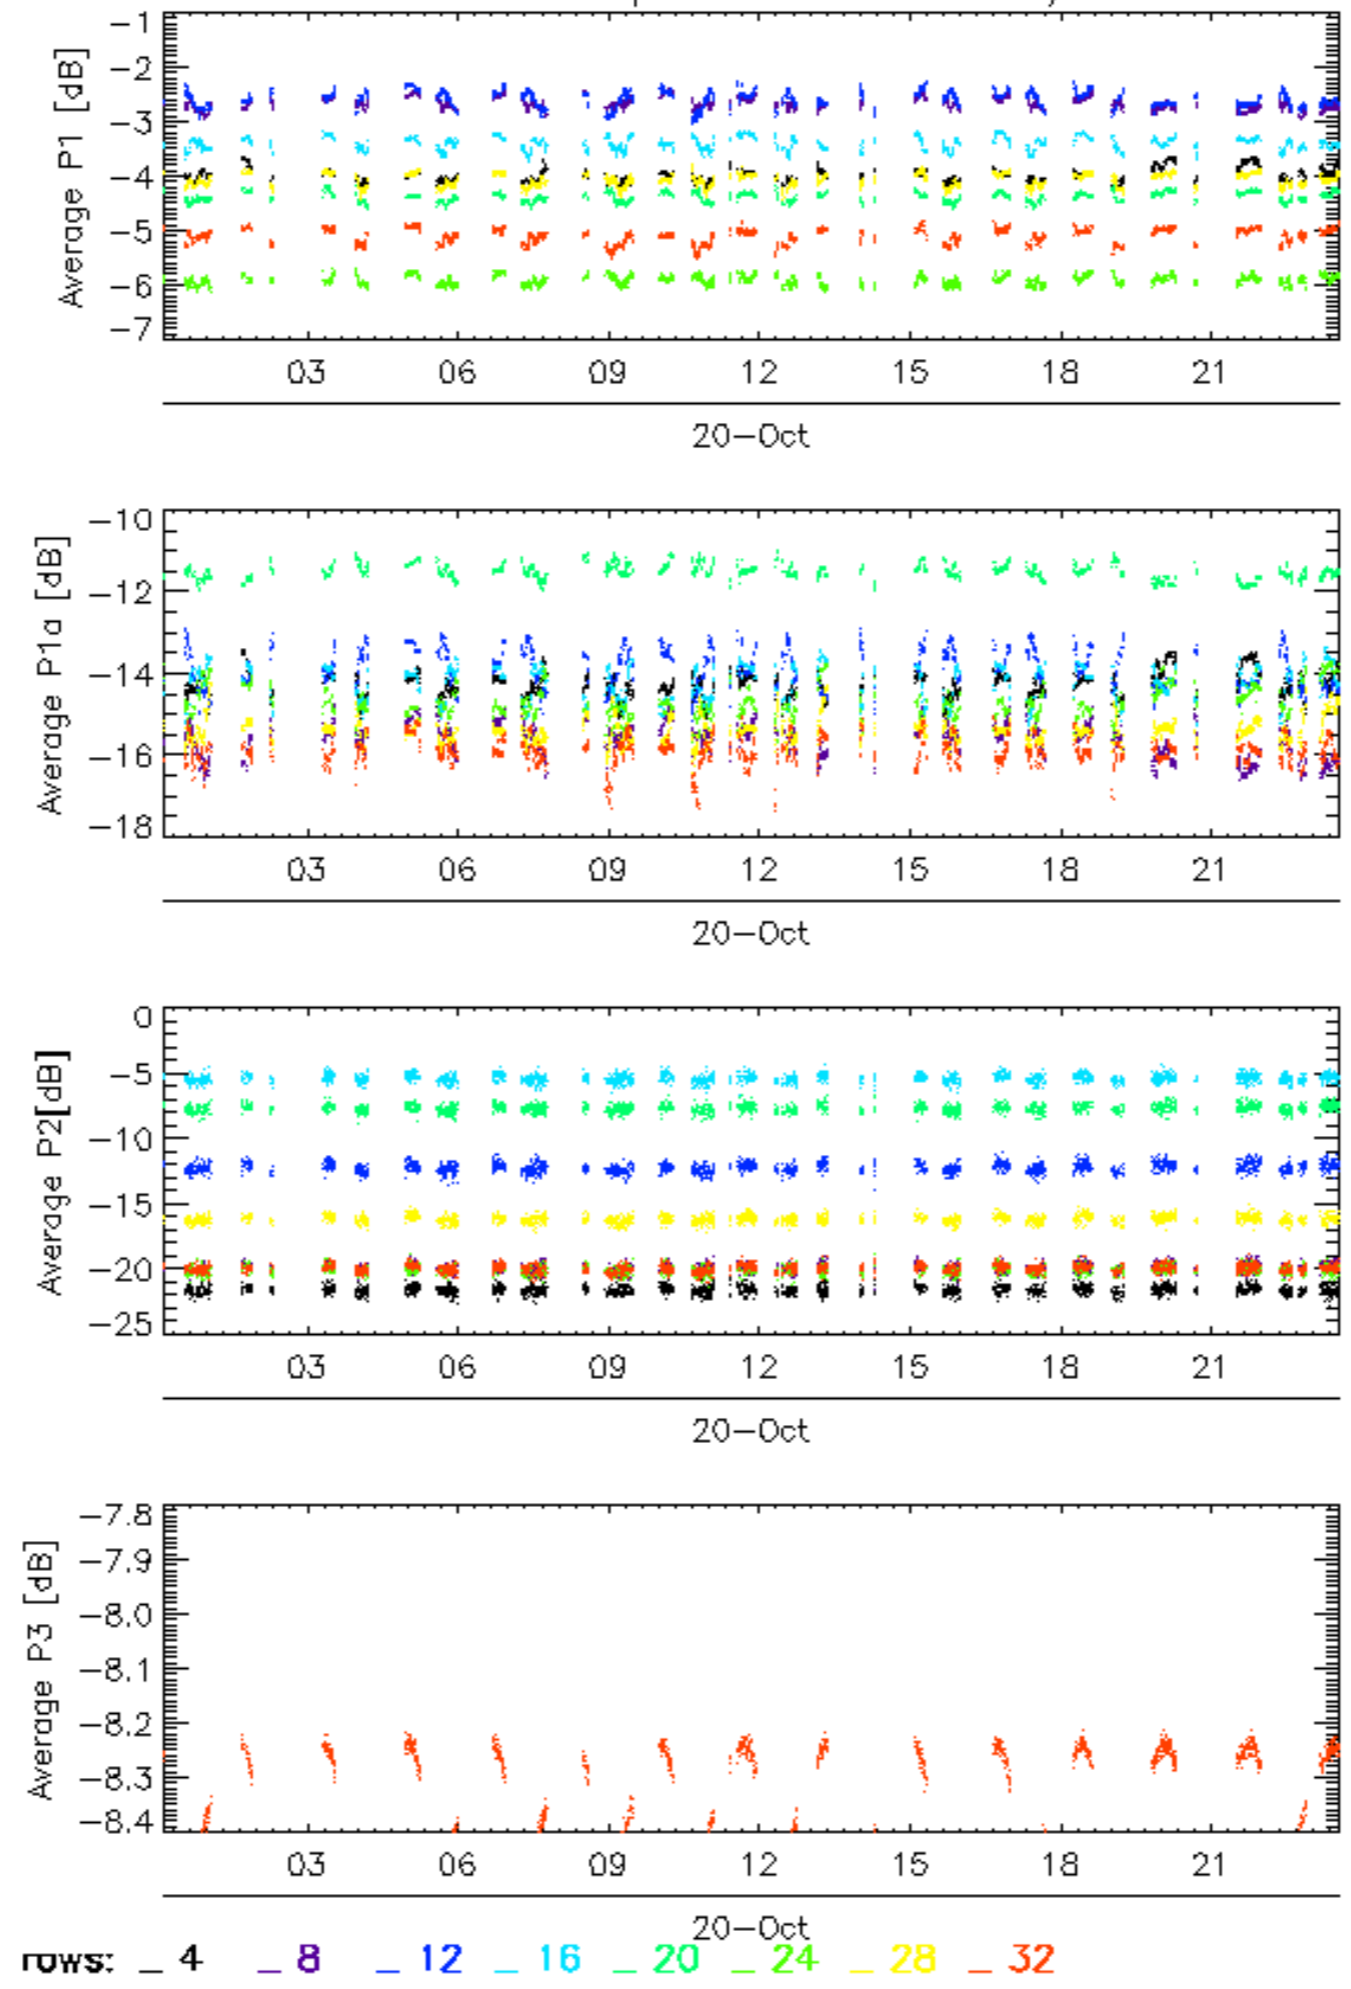 Average P1 [dB]
-1
-2
-3
-4
-5
-6
-7
03 06 09 12 15 18 21
20-Oct
Average P1a [dB]
-10
-12
-14
-16
-18
03 06 09 12 15 18 21
20-Oct
Average P2[dB]
0
-5
-10
-15
-20
-25
03 06 09 12 15 18 21
20-Oct
Average P3 [dB]
-7.8
-7.9
-8.0
-8.1
-8.2
-8.3
-8.4
03 06 09 12 15 18 21
20-Oct
rows: _ 4 _ 8 _ 12 _ 16 _ 20 _ 24 _ 28 _ 32